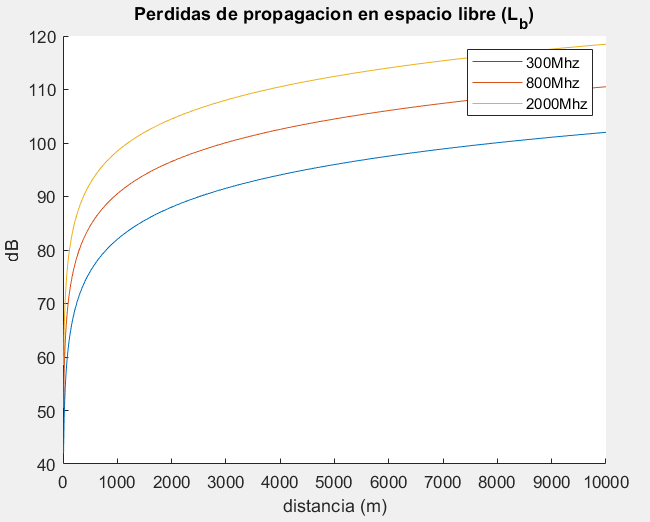 Perdidas de propagacion en espacio libre (L_b)
120
110
100
90
80
70
60
50
40
dB
300Mhz
800Mhz
2000Mhz
0 1000 2000 3000 4000 5000 6000 7000 8000 9000 10000
distancia (m)